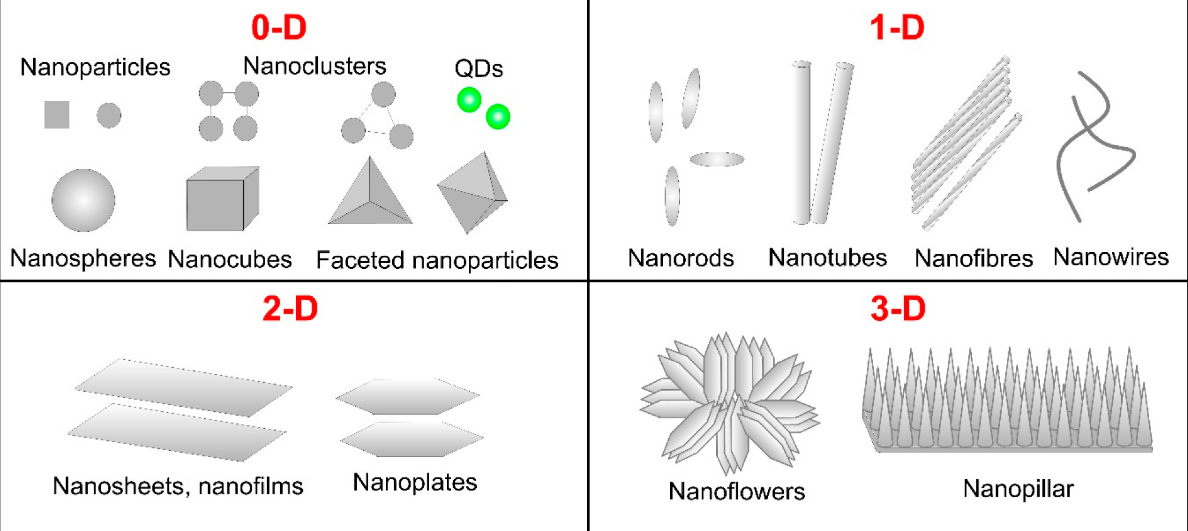 0-D
Nanoparticles
Nanoclusters
QDs
Nanospheres
Nanocubes
Faceted nanoparticles
1-D
Nanorods
Nanotubes
Nanofibres
Nanowires
2-D
Nanosheets, nanofilms
Nanoplates
3-D
Nanoflowers
Nanopillar